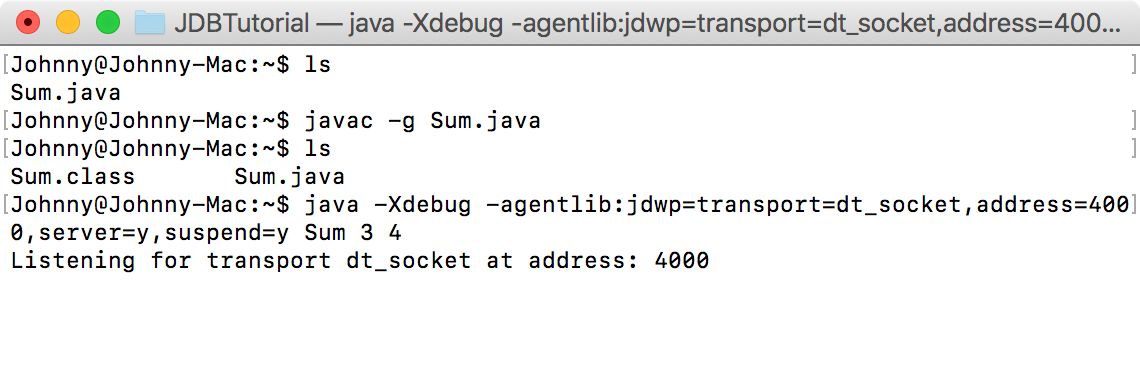 JDBTutorial — java -Xdebug -agentlib:jdwp=transport=dt_socket,address=400...
[Johnny@Johnny-Mac:~$ ls ]
Sum.java
[Johnny@Johnny-Mac:~$ javac -g Sum.java ]
[Johnny@Johnny-Mac:~$ ls ]
Sum.class       Sum.java
[Johnny@Johnny-Mac:~$ java -Xdebug -agentlib:jdwp=transport=dt_socket,address=400]
0,server=y,suspend=y Sum 3 4
Listening for transport dt_socket at address: 4000